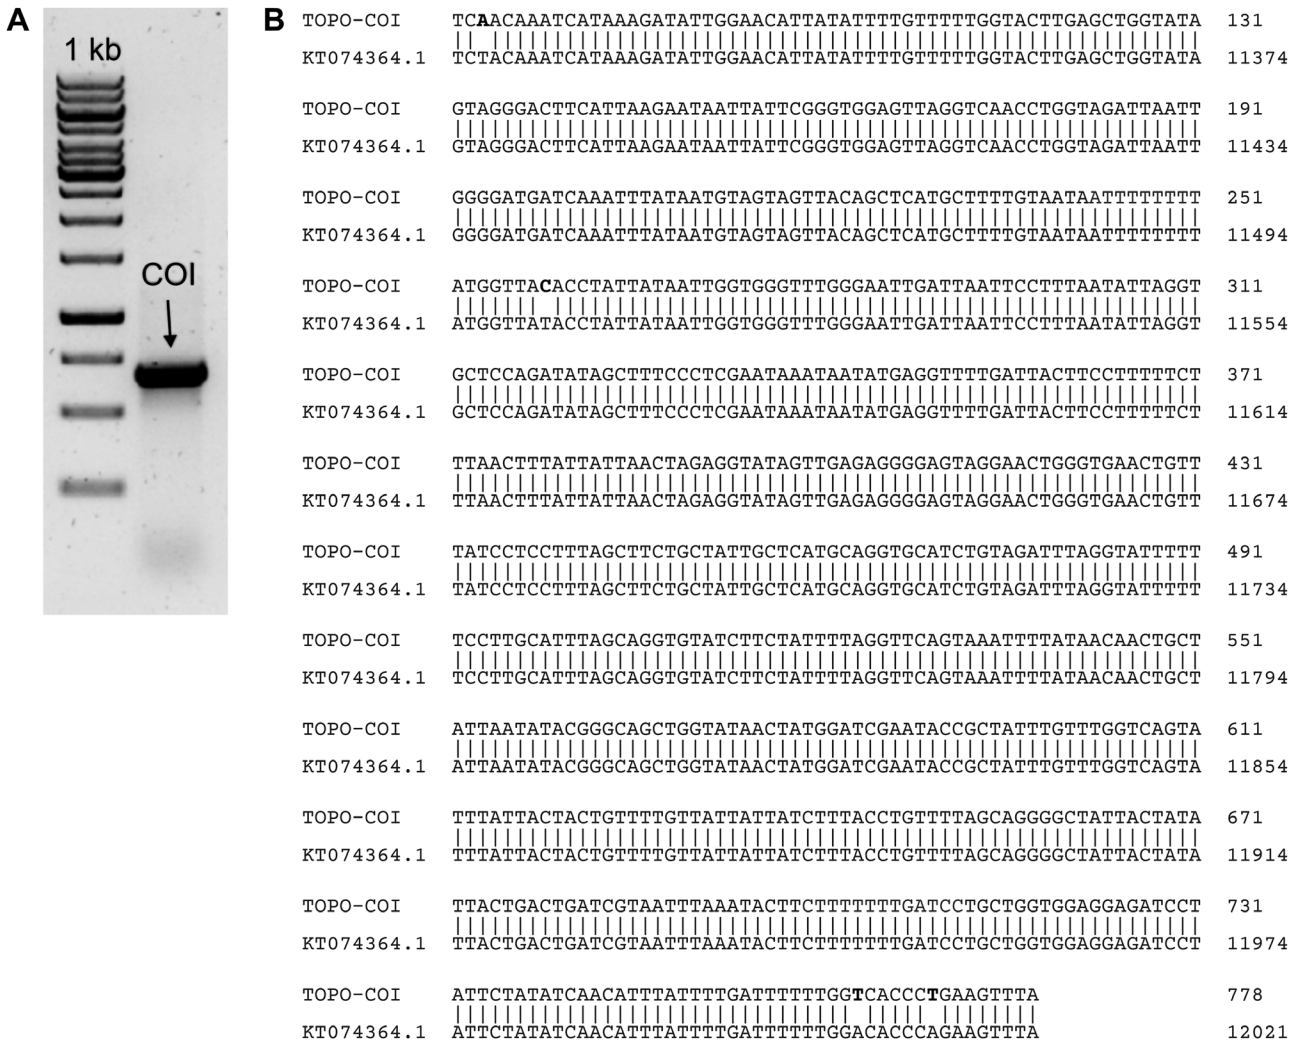 A
1 kb
COI
B
TOPO-COI TCAACAAATCATAAAGATATTGGAACATTATATTTTGTTTTTGGTACTTGAGCTGGTATA 131
KT074364.1 TCTACAAATCATAAAGATATTGGAACATTATATTTTGTTTTTGGTACTTGAGCTGGTATA 11374
TOPO-COI GTAGGGACTTCATTAAGAATAATTATTCGGGTGGAGTTAGGTCAACCTGGTAGATTAATT 191
KT074364.1 GTAGGGACTTCATTAAGAATAATTATTCGGGTGGAGTTAGGTCAACCTGGTAGATTAATT 11434
TOPO-COI GGGGATGATCAAATTTATAATGTAGTAGTTACAGCTCATGCTTTTGTAATAATTTTTTTT 251
KT074364.1 GGGGATGATCAAATTTATAATGTAGTAGTTACAGCTCATGCTTTTGTAATAATTTTTTTT 11494
TOPO-COI ATGGTTACACCTATTATAATTGGTGGGTTTGGGAATTGATTAATTCCTTTAATATTAGGT 311
KT074364.1 ATGGTTATACCTATTATAATTGGTGGGTTTGGGAATTGATTAATTCCTTTAATATTAGGT 11554
TOPO-COI GCTCCAGATATAGCTTTCCCTCGAATAAATAATATGAGGTTTTGATTACTTCCTTTTTCT 371
KT074364.1 GCTCCAGATATAGCTTTCCCTCGAATAAATAATATGAGGTTTTGATTACTTCCTTTTTCT 11614
TOPO-COI TTAACTTTATTATTAACTAGAGGTATAGTTGAGAGGGGAGTAGGAACTGGGTGAACTGTT 431
KT074364.1 TTAACTTTATTATTAACTAGAGGTATAGTTGAGAGGGGAGTAGGAACTGGGTGAACTGTT 11674
TOPO-COI TATCCTCCTTTAGCTTCTGCTATTGCTCATGCAGGTGCATCTGTAGATTTAGGTATTTTT 491
KT074364.1 TATCCTCCTTTAGCTTCTGCTATTGCTCATGCAGGTGCATCTGTAGATTTAGGTATTTTT 11734
TOPO-COI TCCTTGCATTTAGCAGGTGTATCTTCTATTTTAGGTTCAGTAAATTTTATAACAACTGCT 551
KT074364.1 TCCTTGCATTTAGCAGGTGTATCTTCTATTTTAGGTTCAGTAAATTTTATAACAACTGCT 11794
TOPO-COI ATTAATATACGGGCAGCTGGTATAACTATGGATCGAATACCGCTATTTGTTTGGTCAGTA 611
KT074364.1 ATTAATATACGGGCAGCTGGTATAACTATGGATCGAATACCGCTATTTGTTTGGTCAGTA 11854
TOPO-COI TTTATTACTACTGTTTTGTTATTATTATCTTTACCTGTTTTAGCAGGGGCTATTACTATA 671
KT074364.1 TTTATTACTACTGTTTTGTTATTATTATCTTTACCTGTTTTAGCAGGGGCTATTACTATA 11914
TOPO-COI TTACTGACTGATCGTAATTTAAATACTTCTTTTTTTGATCCTGCTGGTGGAGGAGATCCT 731
KT074364.1 TTACTGACTGATCGTAATTTAAATACTTCTTTTTTTGATCCTGCTGGTGGAGGAGATCCT 11974
TOPO-COI ATTCTATATCAACATTTATTTTGATTTTTTGGTCACCCTGAAGTTTA 778
KT074364.1 ATTCTATATCAACATTTATTTTGATTTTTTGGACACCCAGAAGTTTA 12021